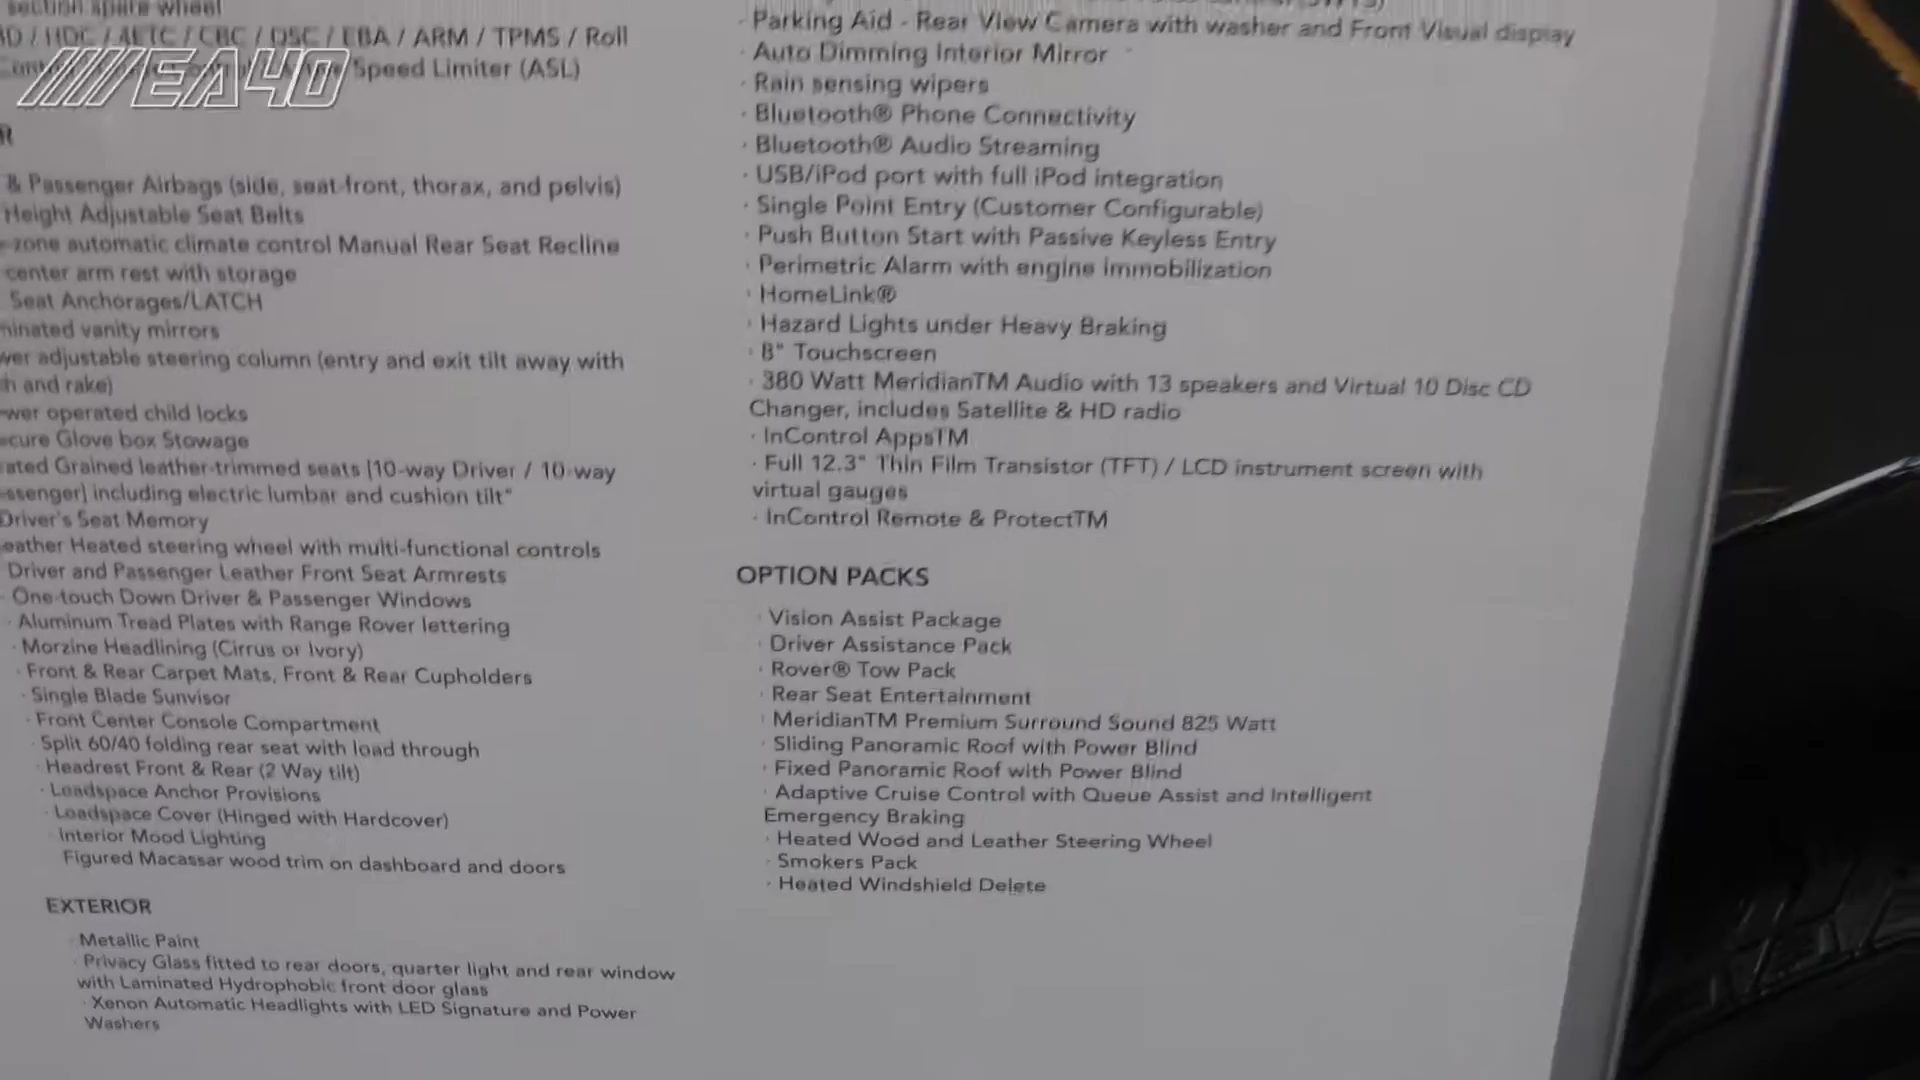 section spare wheel
/ HDC / 4ETC / CBC / DSC / EBA / ARM / TPMS / Roll
Speed Limiter (ASL)
////EA40
R
& Passenger Airbags (side, seat-front, thorax, and pelvis)
Height Adjustable Seat Belts
zone automatic climate control Manual Rear Seat Recline
center arm rest with storage
Seat Anchorages/LATCH
minated vanity mirrors
wer adjustable steering column (entry and exit tilt away with
h and rake)
wer operated child locks
ecure Glove box Stowage
ated Grained leather-trimmed seats [10-way Driver / 10-way
ssenger] including electric lumbar and cushion tilt"
Driver's Seat Memory
eather Heated steering wheel with multi-functional controls
Driver and Passenger Leather Front Seat Armrests
· One-touch Down Driver & Passenger Windows
· Aluminum Tread Plates with Range Rover lettering
· Morzine Headlining (Cirrus or Ivory)
· Front & Rear Carpet Mats, Front & Rear Cupholders
· Single Blade Sunvisor
· Front Center Console Compartment
· Split 60/40 folding rear seat with load through
· Headrest Front & Rear (2 Way tilt)
· Loadspace Anchor Provisions
· Loadspace Cover (Hinged with Hardcover)
· Interior Mood Lighting
Figured Macassar wood trim on dashboard and doors
EXTERIOR
· Metallic Paint
· Privacy Glass fitted to rear doors, quarter light and rear window
with Laminated Hydrophobic front door glass
· Xenon Automatic Headlights with LED Signature and Power
Washers
· Parking Aid - Rear View Camera with washer and Front Visual display
· Auto Dimming Interior Mirror
· Rain sensing wipers
· Bluetooth® Phone Connectivity
· Bluetooth® Audio Streaming
· USB/iPod port with full iPod integration
· Single Point Entry (Customer Configurable)
· Push Button Start with Passive Keyless Entry
· Perimetric Alarm with engine immobilization
· HomeLink®
· Hazard Lights under Heavy Braking
· 8" Touchscreen
· 380 Watt MeridianTM Audio with 13 speakers and Virtual 10 Disc CD
Changer, includes Satellite & HD radio
· InControl AppsTM
· Full 12.3" Thin Film Transistor (TFT) / LCD instrument screen with
virtual gauges
· InControl Remote & ProtectTM
OPTION PACKS
· Vision Assist Package
· Driver Assistance Pack
· Rover® Tow Pack
· Rear Seat Entertainment
· MeridianTM Premium Surround Sound 825 Watt
· Sliding Panoramic Roof with Power Blind
· Fixed Panoramic Roof with Power Blind
· Adaptive Cruise Control with Queue Assist and Intelligent
Emergency Braking
· Heated Wood and Leather Steering Wheel
· Smokers Pack
· Heated Windshield Delete